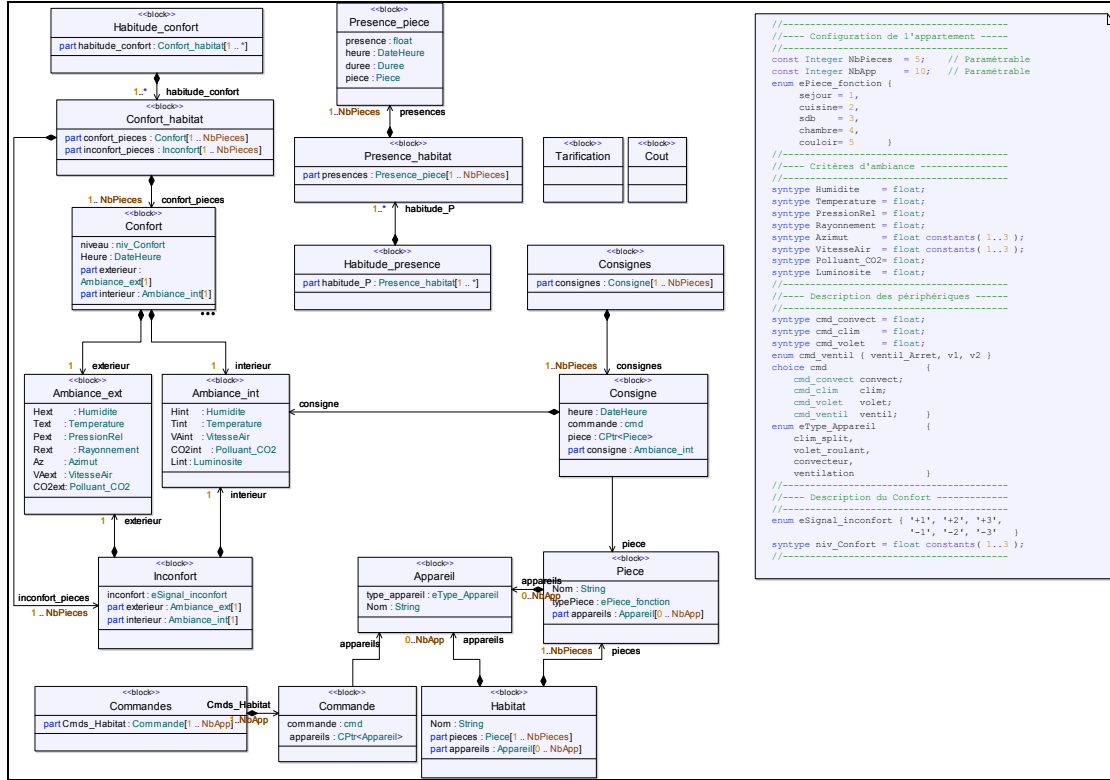 <<block>>
Habitude_confort
part habitude_confort : Confort_habitat[1 .. *]
1..*
habitude_confort
<<block>>
Confort_habitat
part confort_pieces : Confort[1 .. NbPieces]
part inconfort_pieces : Inconfort[1 .. NbPieces]
1.. NbPieces
confort_pieces
<<block>>
Confort
niveau : niv_Confort
Heure : DateHeure
part exterieur :
Ambiance_ext[1]
part interieur : Ambiance_int[1]
1
exterieur
1
interieur
<<block>>
Ambiance_ext
Hext : Humidite
Text : Temperature
Pext : PressionRel
Rext : Rayonnement
Az : Azimut
VAext : VitesseAir
CO2ext: Polluant_CO2
<<block>>
Ambiance_int
Hint : Humidite
Tint : Temperature
VAint : VitesseAir
CO2int : Polluant_CO2
Lint : Luminosite
1
exterieur
1
interieur
<<block>>
Inconfort
inconfort : eSignal_inconfort
part exterieur : Ambiance_ext[1]
part interieur : Ambiance_int[1]
inconfort_pieces
1 .. NbPieces
<<block>>
Presence_piece
presence : float
heure : DateHeure
duree : Duree
piece : Piece
1..NbPieces
presences
<<block>>
Presence_habitat
part presences : Presence_piece[1 .. NbPieces]
1..*
habitude_P
<<block>>
Habitude_presence
part habitude_P : Presence_habitat[1 .. *]
<<block>>
Tarification
<<block>>
Cout
<<block>>
Consignes
part consignes : Consigne[1 .. NbPieces]
1..NbPieces
consignes
<<block>>
Consigne
heure : DateHeure
commande : cmd
piece : CPtr<Piece>
part consigne : Ambiance_int
consigne
piece
<<block>>
Piece
Nom : String
typePiece : ePiece_fonction
part appareils : Appareil[0 .. NbApp]
appareils
0..NbApp
<<block>>
Appareil
type_appareil : eType_Appareil
Nom : String
appareils
0..NbApp
appareils
1..NbPieces
pieces
<<block>>
Commandes
part Cmds_Habitat : Commande[1 .. NbApp]
Cmds_Habitat
1..NbApp
<<block>>
Commande
commande : cmd
appareils : CPtr<Appareil>
<<block>>
Habitat
Nom : String
part pieces : Piece[1 .. NbPieces]
part appareils : Appareil[0 .. NbApp]
//------------------------------------
//---- Configuration de l'appartement -----
//------------------------------------
const Integer NbPieces = 5; // Paramétrable
const Integer NbApp = 10; // Paramétrable
enum ePiece_fonction {
sejour = 1,
cuisine= 2,
sdb = 3,
chambre= 4,
couloir= 5 }
//------------------------------------
//---- Critères d'ambiance ------
//------------------------------------
syntype Humidite = float;
syntype Temperature = float;
syntype PressionRel = float;
syntype Rayonnement = float;
syntype Azimut = float constants( 1..3 );
syntype VitesseAir = float constants( 1..3 );
syntype Polluant_CO2= float;
syntype Luminosite = float;
//------------------------------------
//---- Description des périphériques ------
//------------------------------------
syntype cmd_convect = float;
syntype cmd_clim = float;
syntype cmd_volet = float;
enum cmd_ventil { ventil_Arret, v1, v2 }
choice cmd {
cmd_convect convect;
cmd_clim clim;
cmd_volet volet;
cmd_ventil ventil; }
enum eType_Appareil {
clim_split,
volet_roulant,
convecteur,
ventilation }
//------------------------------------
//---- Description du Confort -------------
//------------------------------------
enum eSignal_inconfort { '+1', '+2', '+3',
'-1', '-2', '-3' }
syntype niv_Confort = float constants( 1..3 );
//------------------------------------